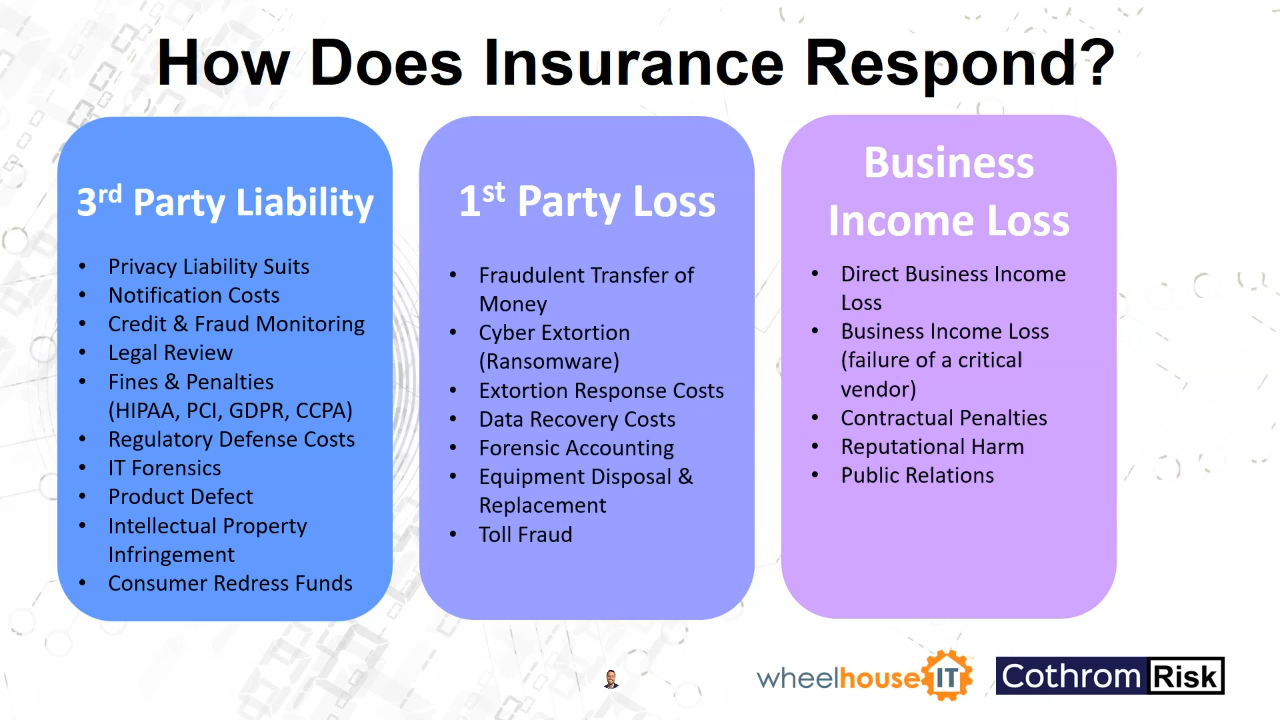 How Does Insurance Respond?
3rd Party Liability
• Privacy Liability Suits
• Notification Costs
• Credit & Fraud Monitoring
• Legal Review
• Fines & Penalties
(HIPAA, PCI, GDPR, CCPA)
• Regulatory Defense Costs
• IT Forensics
• Product Defect
• Intellectual Property
Infringement
• Consumer Redress Funds
1st Party Loss
• Fraudulent Transfer of
Money
• Cyber Extortion
(Ransomware)
• Extortion Response Costs
• Data Recovery Costs
• Forensic Accounting
• Equipment Disposal &
Replacement
• Toll Fraud
Business
Income Loss
• Direct Business Income
Loss
• Business Income Loss
(failure of a critical
vendor)
• Contractual Penalties
• Reputational Harm
• Public Relations
wheelhouse IT
Cothrom Risk